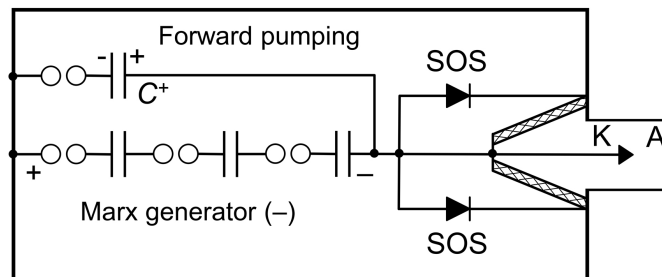 Forward pumping
- +
C+
SOS
K A
+ –
Marx generator (–)
SOS